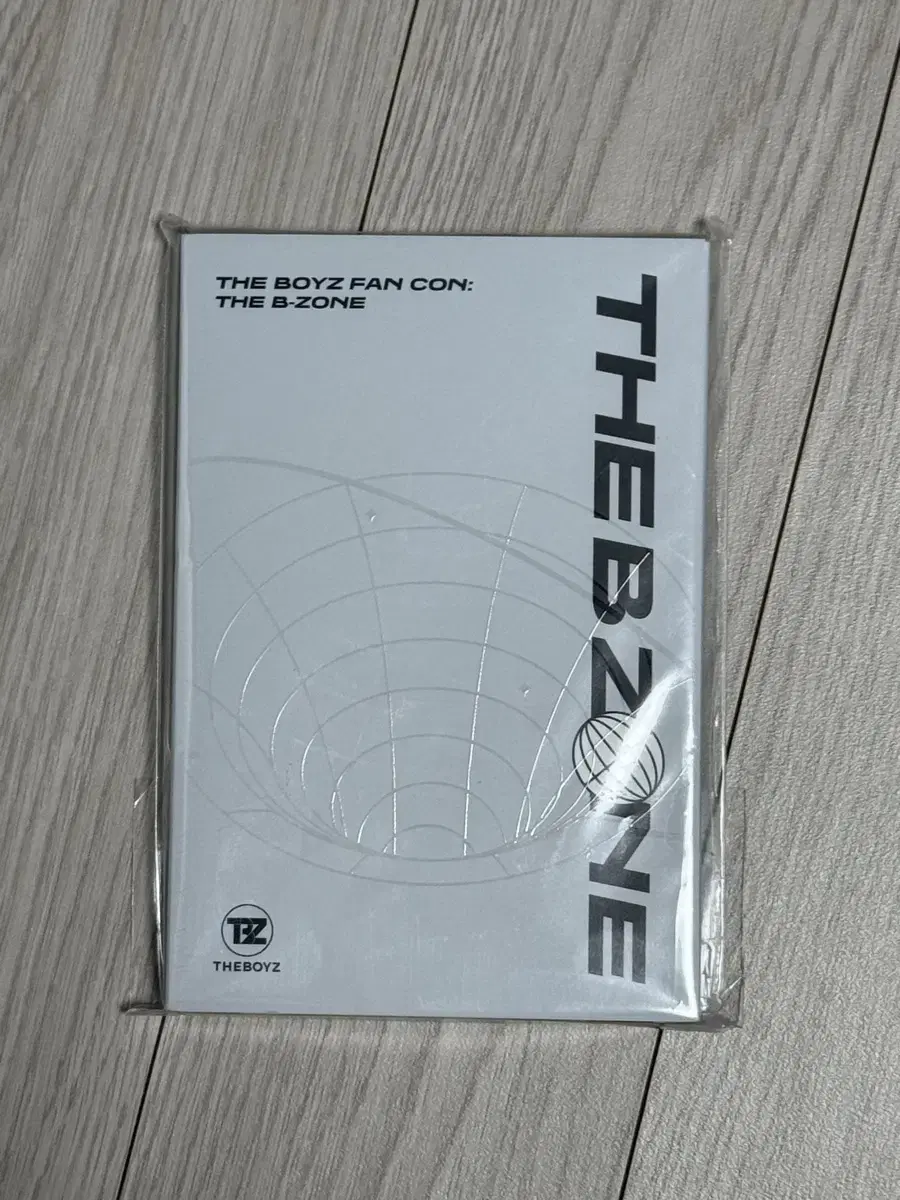 THE BOYZ FAN CON:
THE B-ZONE
THE B ZONE
TBZ
THEBOYZ